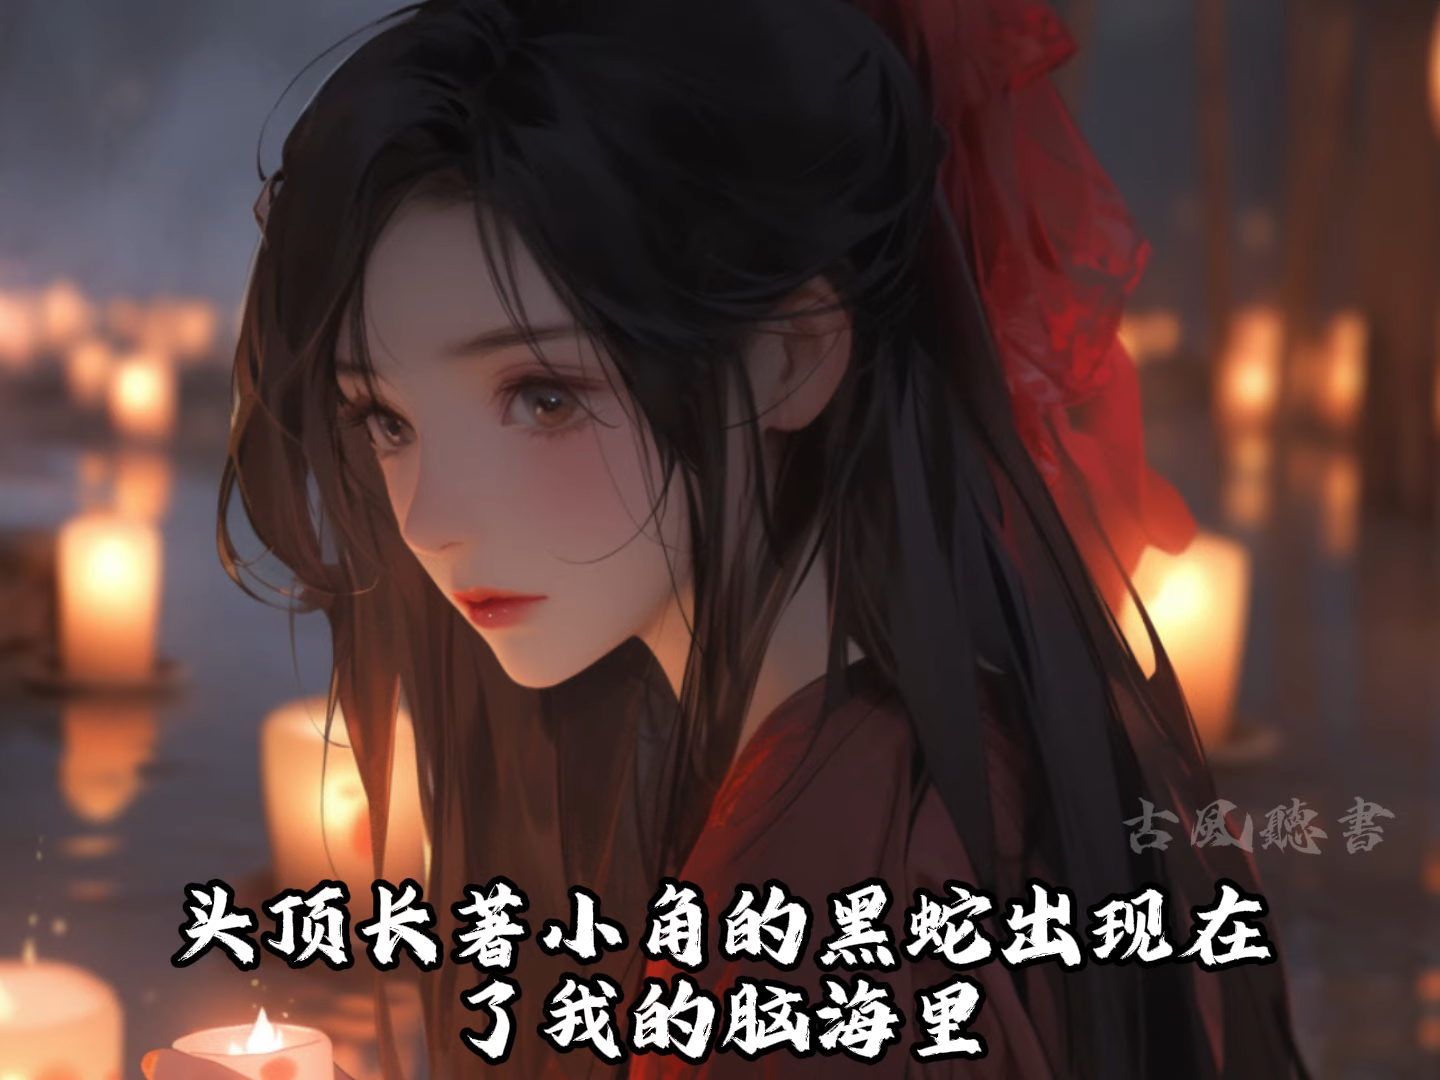 古風聽書
头顶长著小角的黑蛇出现在
了我的脑海里